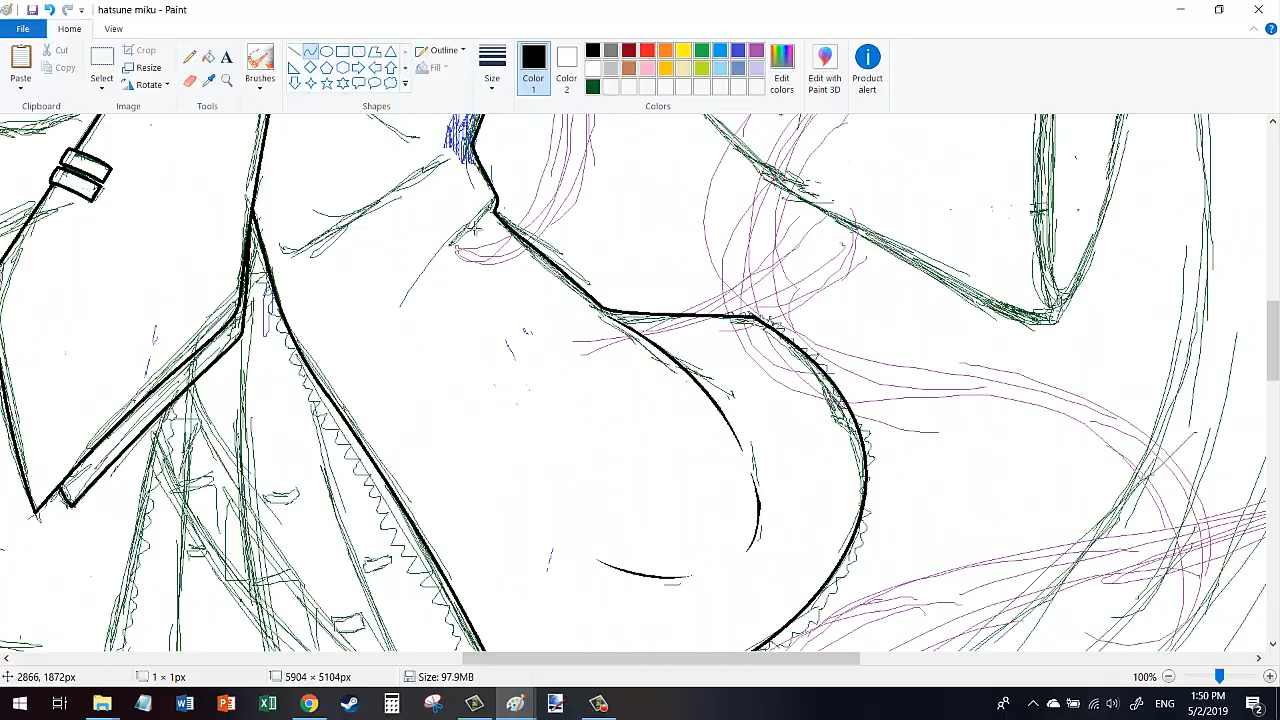 hatsune miku - Paint
File Home View
Paste Cut Copy
Clipboard
Select Crop Resize Rotate
Image
Tools
Brushes
Outline Fill
Shapes
Size
Color 1
Color 2
Edit colors
Colors
Edit with Paint 3D
Product alert
2866, 1872px 1 × 1px 5904 × 5104px Size: 97.9MB 100%
ENG 1:50 PM
5/2/2019 2